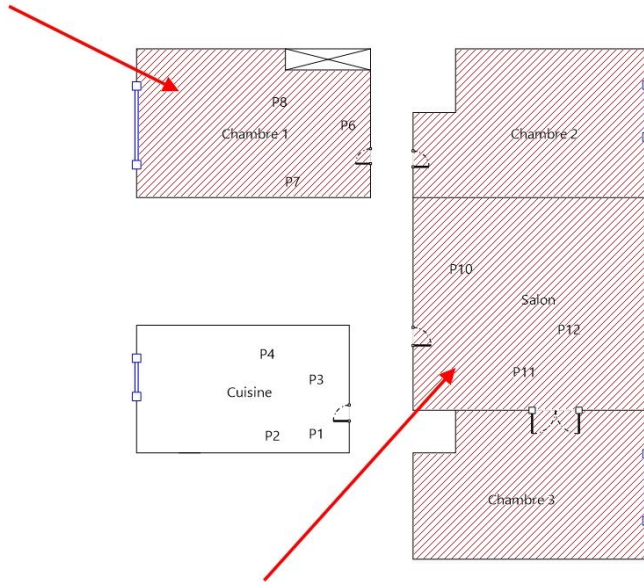 P8
P6
Chambre 1
Chambre 2
P7
P10
Salon
P12
P4
P11
P3
Cuisine
P2
P1
Chambre 3